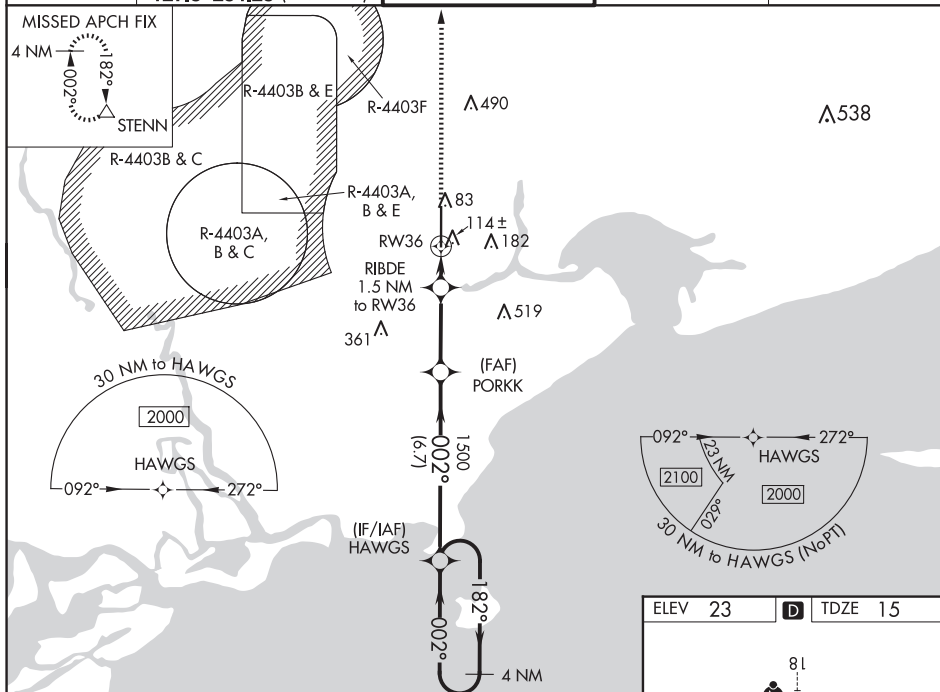 MISSED APCH FIX
4 NM
182°
002°
STENN
R-4403B & E
R-4403F
490
538
R-4403B & C
R-4403A,
B & E
R-4403A,
B & C
83
114±
182
RW36
RIBDE
1.5 NM
to RW36
519
361
(FAF)
PORKK
30 NM to HAWGS
2000
HAWGS
092°
272°
1500
002°
(6.7)
092°
272°
HAWGS
23 NM
2100
2000
029°
30 NM to HAWGS (NoPT)
(IF/IAF)
HAWGS
182°
002°
4 NM
ELEV 23
D
TDZE 15
18